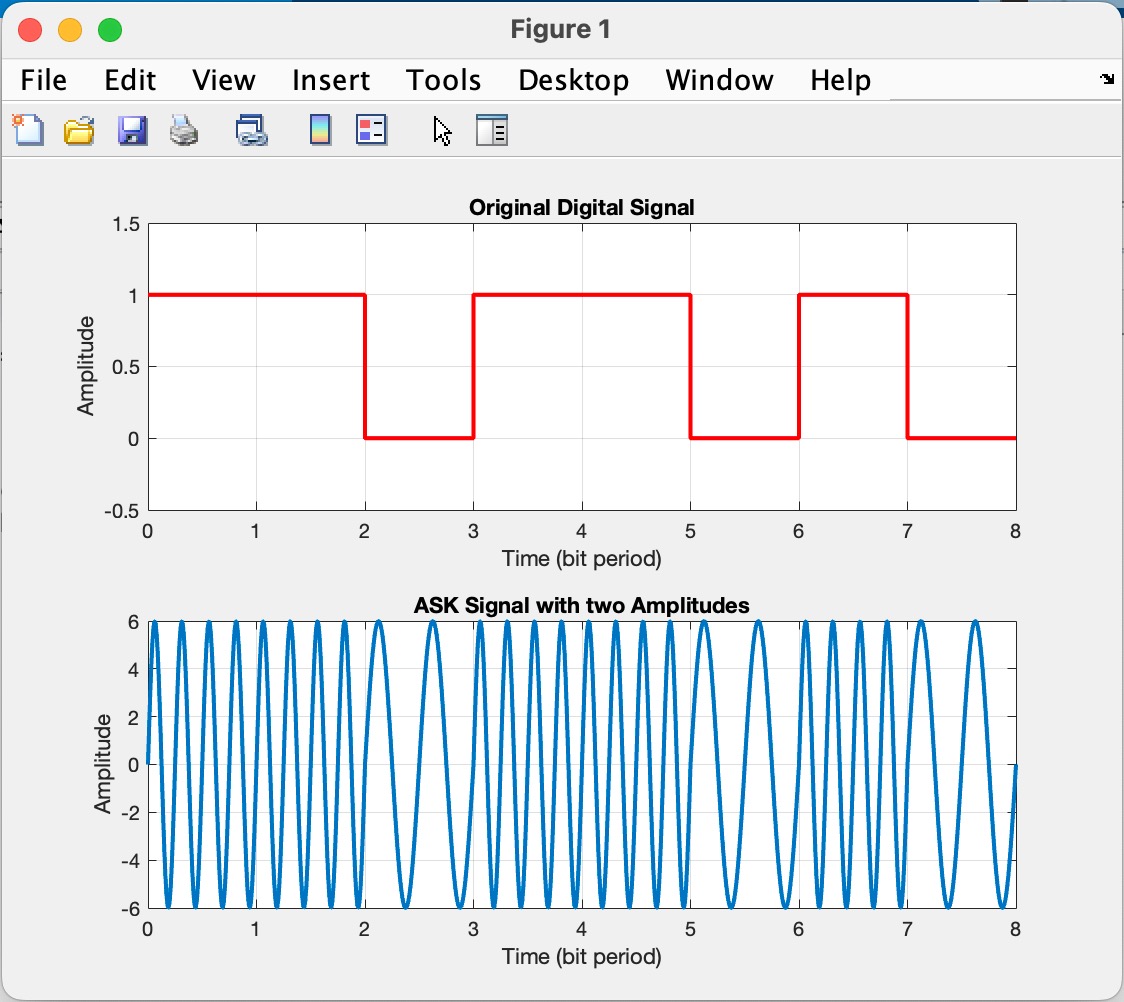 Figure 1
File Edit View Insert Tools Desktop Window Help
Original Digital Signal
1.5
1
0.5
0
-0.5
Amplitude
0 1 2 3 4 5 6 7 8
Time (bit period)
ASK Signal with two Amplitudes
6
4
2
0
-2
-4
-6
Amplitude
0 1 2 3 4 5 6 7 8
Time (bit period)